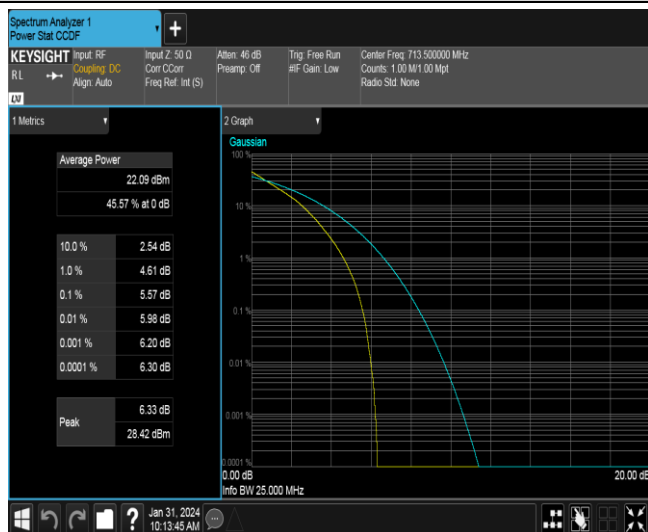 Spectrum Analyzer 1
Power Stat CCDF
KEYSIGHT
RL
LXI
Input: RF
Coupling: DC
Align: Auto
Input Z: 50 Ω
Corr CCorr
Freq Ref: Int (S)
Atten: 46 dB
Preamp: Off
Trig: Free Run
#IF Gain: Low
Center Freq: 713.500000 MHz
Counts: 1.00 M/1.00 Mpt
Radio Std: None
1 Metrics
Average Power
22.09 dBm
45.57 % at 0 dB
10.0 % 2.54 dB
1.0 % 4.61 dB
0.1 % 5.57 dB
0.01 % 5.98 dB
0.001 % 6.20 dB
0.0001 % 6.30 dB
Peak
6.33 dB
28.42 dBm
2 Graph
Gaussian
100 %
10 %
1 %
0.1 %
0.01 %
0.001 %
0.0001 %
0.00 dB
20.00 dB
Info BW 25.000 MHz
?
Jan 31, 2024
10:13:45 AM